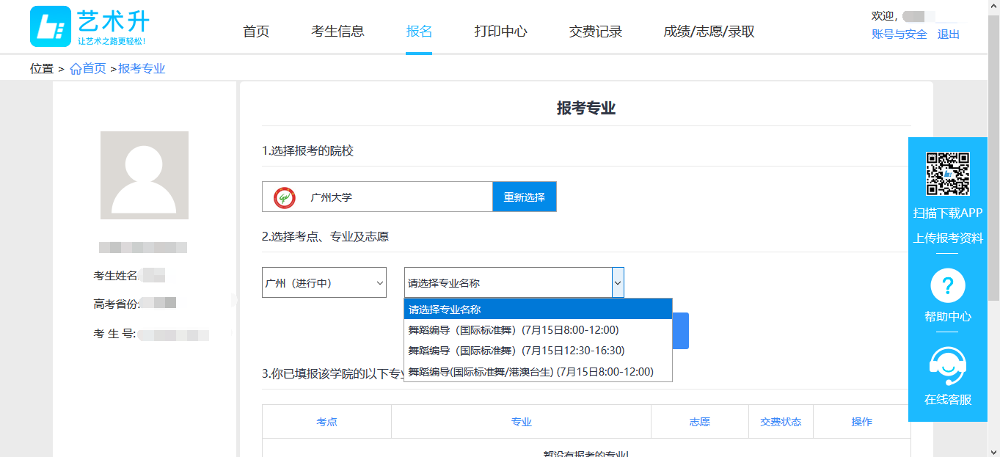 艺术升
让艺术之路更轻松!
首页
考生信息
报名
打印中心
交费记录
成绩/志愿/录取
欢迎,
账号与安全 退出
位置 > 首页 >报考专业
考生姓名:
高考省份:
考 生 号:
报考专业
1.选择报考的院校
广州大学
重新选择
2.选择考点、专业及志愿
广州（进行中）
请选择专业名称
请选择专业名称
舞蹈编导（国际标准舞）(7月15日8:00-12:00)
舞蹈编导（国际标准舞）(7月15日12:30-16:30)
舞蹈编导(国际标准舞/港澳台生) (7月15日8:00-12:00)
3.你已填报该学院的以下专业
考点 专业 志愿 交费状态 操作
暂没有报考的专业!
扫描下载APP
上传报考资料
?
帮助中心
在线客服